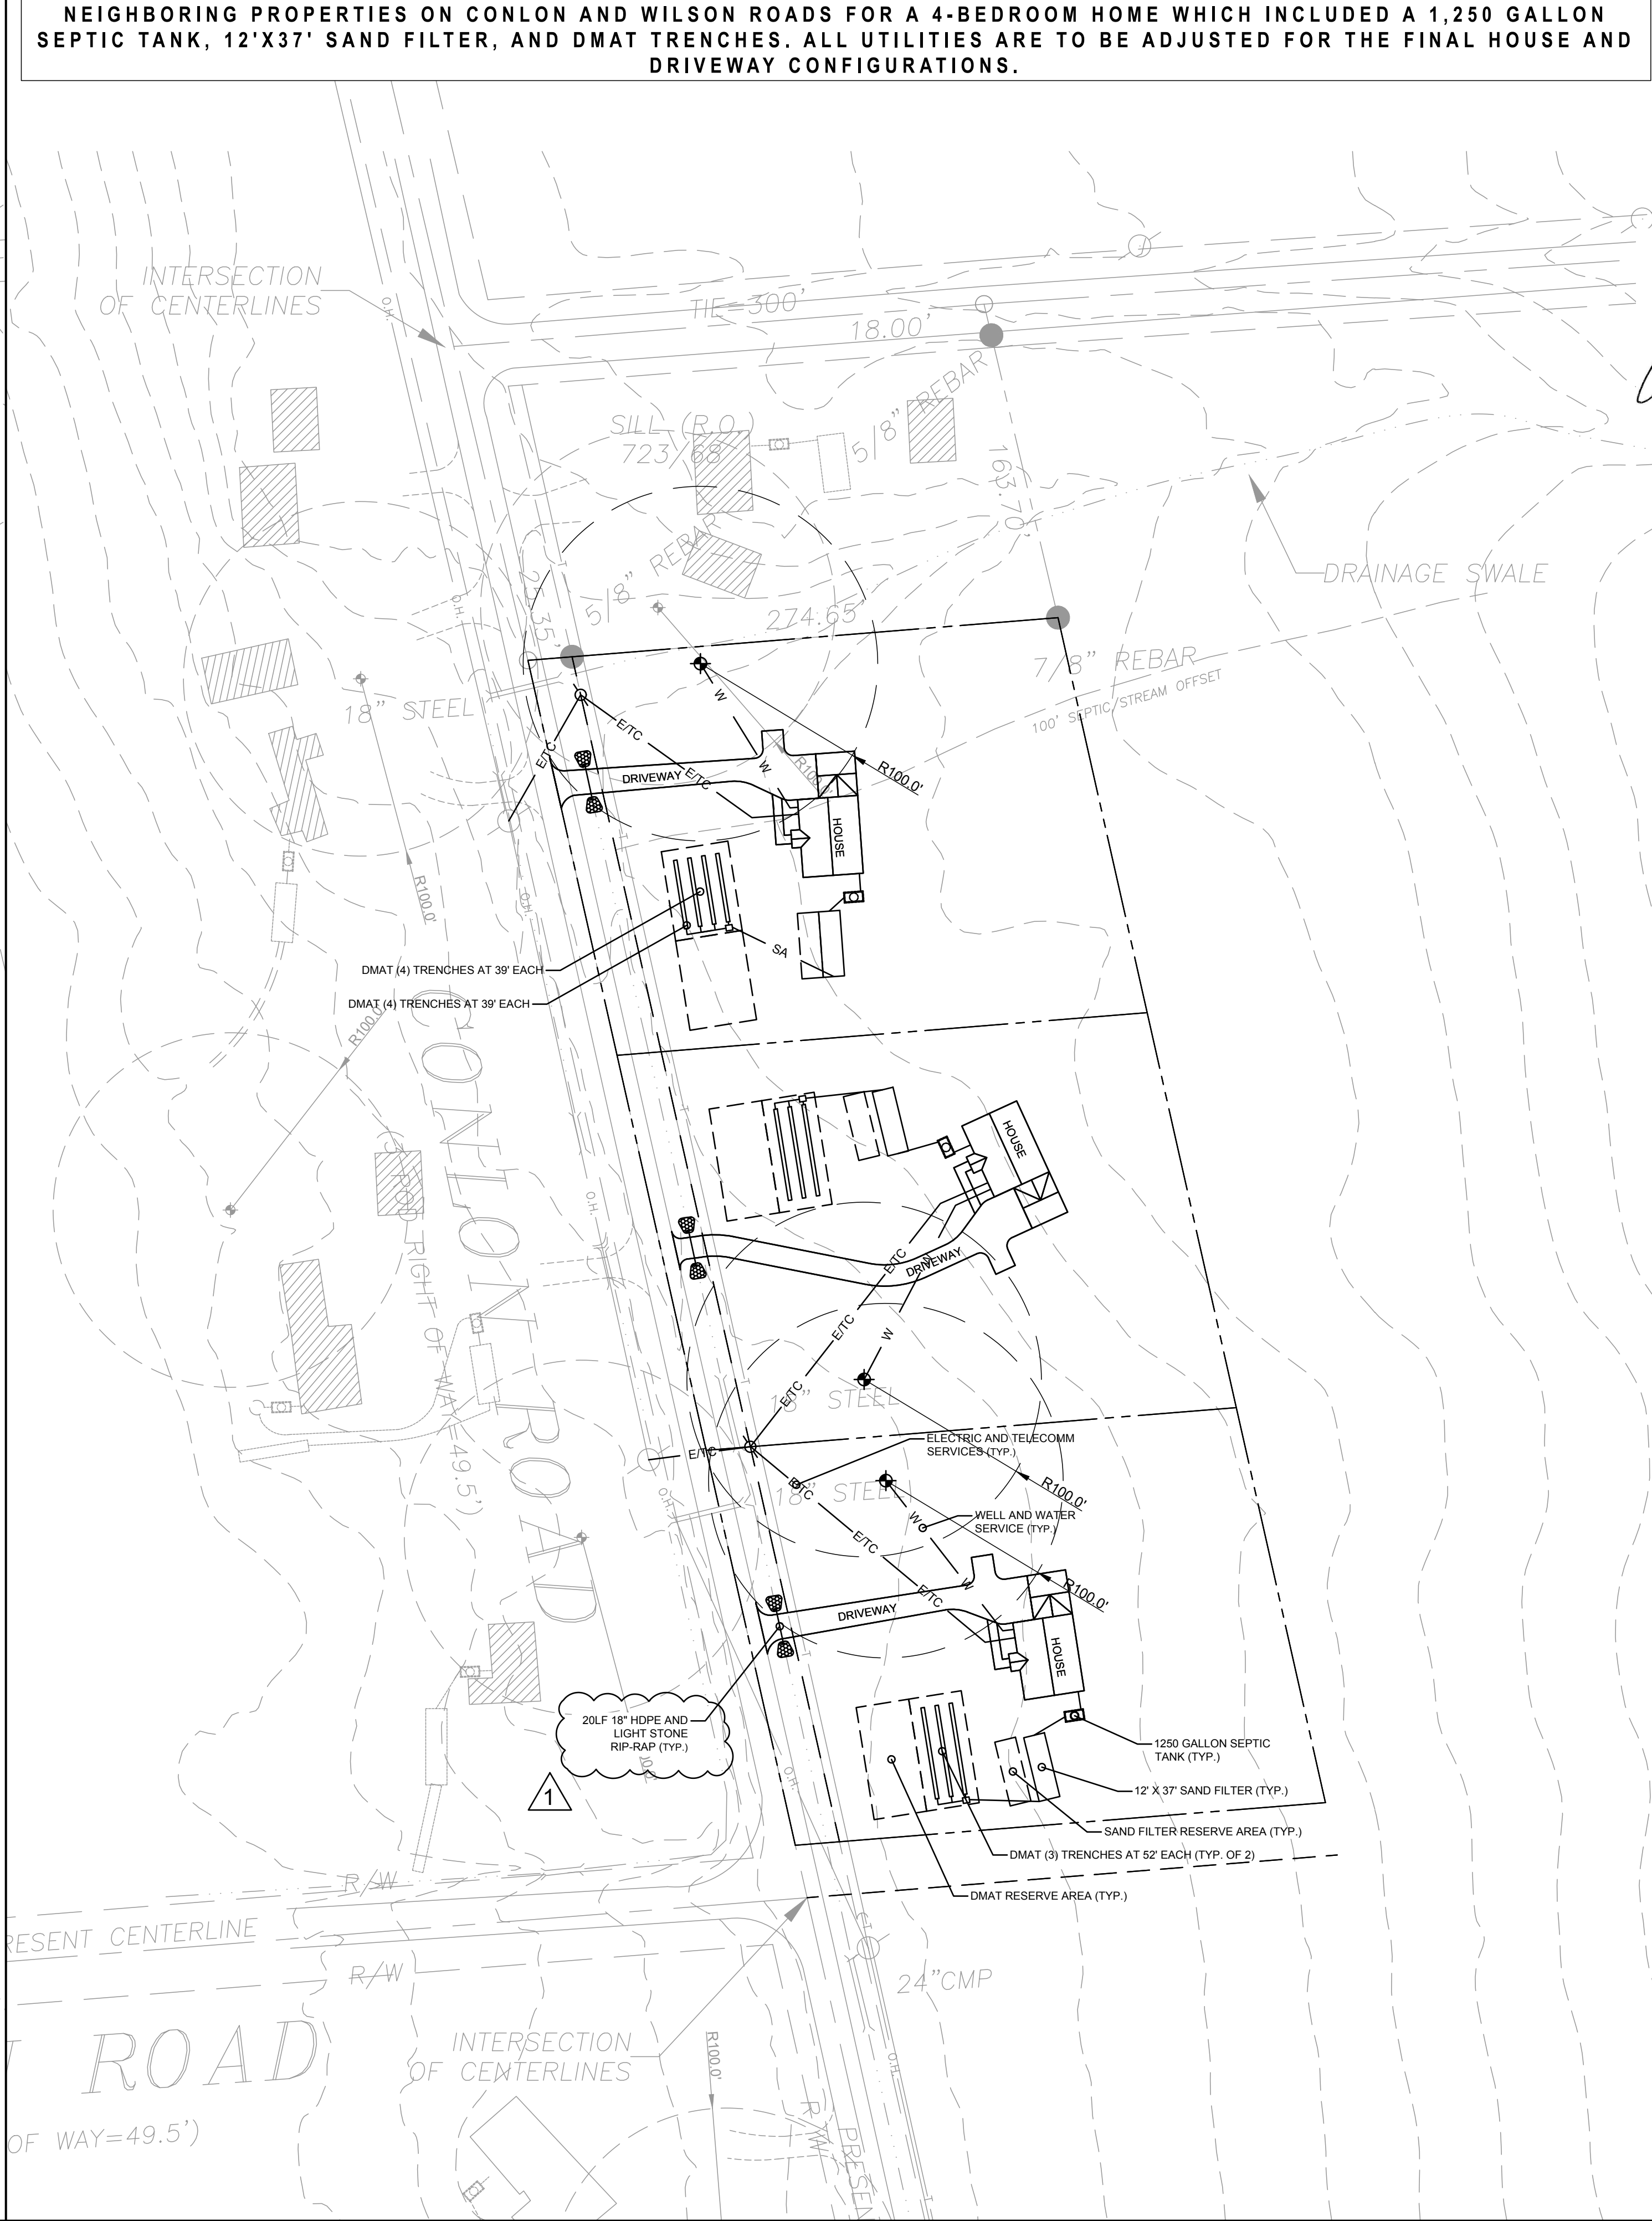 NEIGHBORING PROPERTIES ON CONLON AND WILSON ROADS FOR A 4-BEDROOM HOME WHICH INCLUDED A 1,250 GALLON
SEPTIC TANK, 12'X37' SAND FILTER, AND DMAT TRENCHES. ALL UTILITIES ARE TO BE ADJUSTED FOR THE FINAL HOUSE AND
DRIVEWAY CONFIGURATIONS.
INTERSECTION
OF CENTERLINES
O.H.
TIE=300'
18.00'
SILL (R.O.)
723/68
5/8" REBAR
163.70'
DRAINAGE SWALE
5/8" REBAR
25.35'
274.65'
O.H.
7/8" REBAR
100' SEPTIC/STREAM OFFSET
18" STEEL
W
E/TC
E/TC
DRIVEWAY
E/TC
W
R100.0'
R100.0'
HOUSE
R100.0'
O.H.
SA
DMAT (4) TRENCHES AT 39' EACH
DMAT (4) TRENCHES AT 39' EACH
R100.0'
CONLON ROAD
(3 ROD RIGHT OF WAY=49.5')
HOUSE
O.H.
E/TC
W
DRIVEWAY
E/TC
W
E/TC
18" STEEL
E/TC
ELECTRIC AND TELECOMM
SERVICES (TYP.)
E/TC
18" STEEL
R100.0'
O.H.
W
WELL AND WATER
SERVICE (TYP.)
E/TC
W
E/TC
R100.0'
DRIVEWAY
HOUSE
20LF 18" HDPE AND
LIGHT STONE
RIP-RAP (TYP.)
1
O.H.
1250 GALLON SEPTIC
TANK (TYP.)
12' X 37' SAND FILTER (TYP.)
SAND FILTER RESERVE AREA (TYP.)
DMAT (3) TRENCHES AT 52' EACH (TYP. OF 2)
DMAT RESERVE AREA (TYP.)
R/W
RESENT CENTERLINE
R/W
24"CMP
ROAD
INTERSECTION
OF CENTERLINES
R100.0'
O.H.
OF WAY=49.5')
R/W
PRESEN